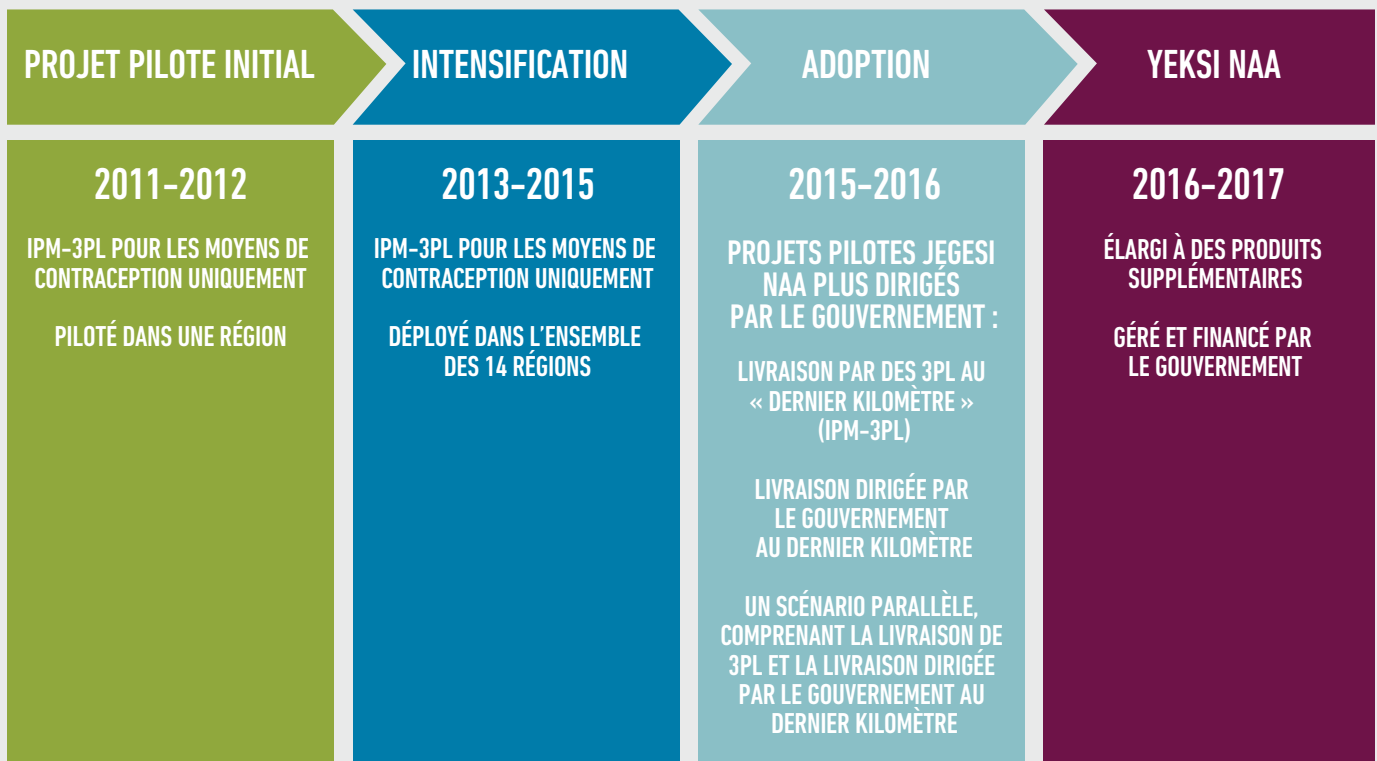 PROJET PILOTE INITIAL
INTENSIFICATION
ADOPTION
YEKSI NAA
2011-2012
IPM-3PL POUR LES MOYENS DE
CONTRACEPTION UNIQUEMENT
PILOTÉ DANS UNE RÉGION
2013-2015
IPM-3PL POUR LES MOYENS DE
CONTRACEPTION UNIQUEMENT
DÉPLOYÉ DANS L'ENSEMBLE
DES 14 RÉGIONS
2015-2016
PROJETS PILOTES JEGESI
NAA PLUS DIRIGÉS
PAR LE GOUVERNEMENT :
LIVRAISON PAR DES 3PL AU
« DERNIER KILOMÈTRE »
(IPM-3PL)
LIVRAISON DIRIGÉE PAR
LE GOUVERNEMENT
AU DERNIER KILOMÈTRE
UN SCÉNARIO PARALLÈLE,
COMPRENANT LA LIVRAISON DE
3PL ET LA LIVRAISON DIRIGÉE
PAR LE GOUVERNEMENT AU
DERNIER KILOMÈTRE
2016-2017
ÉLARGI À DES PRODUITS
SUPPLÉMENTAIRES
GÉRÉ ET FINANCÉ PAR
LE GOUVERNEMENT